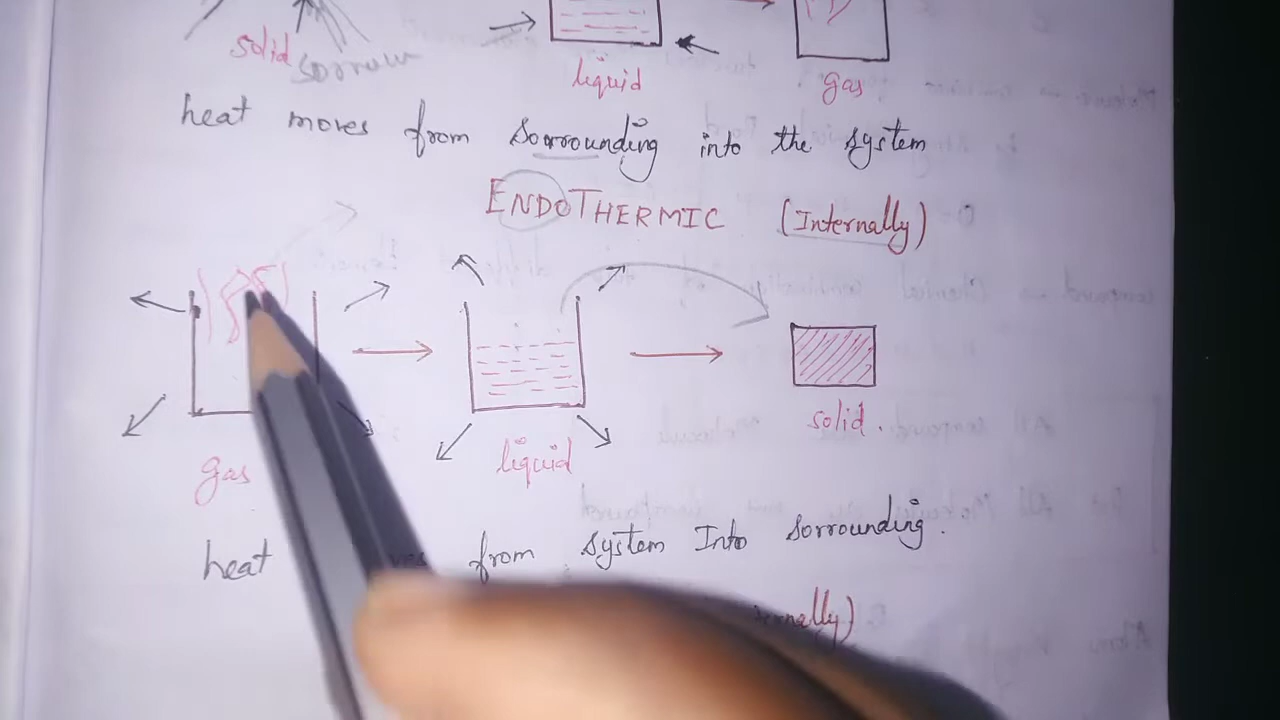 solid
liquid
gas
heat moves from Sorrounding into the system
ENDOTHERMIC (Internally)
gas
liquid
solid.
heat from system Into sorrounding.